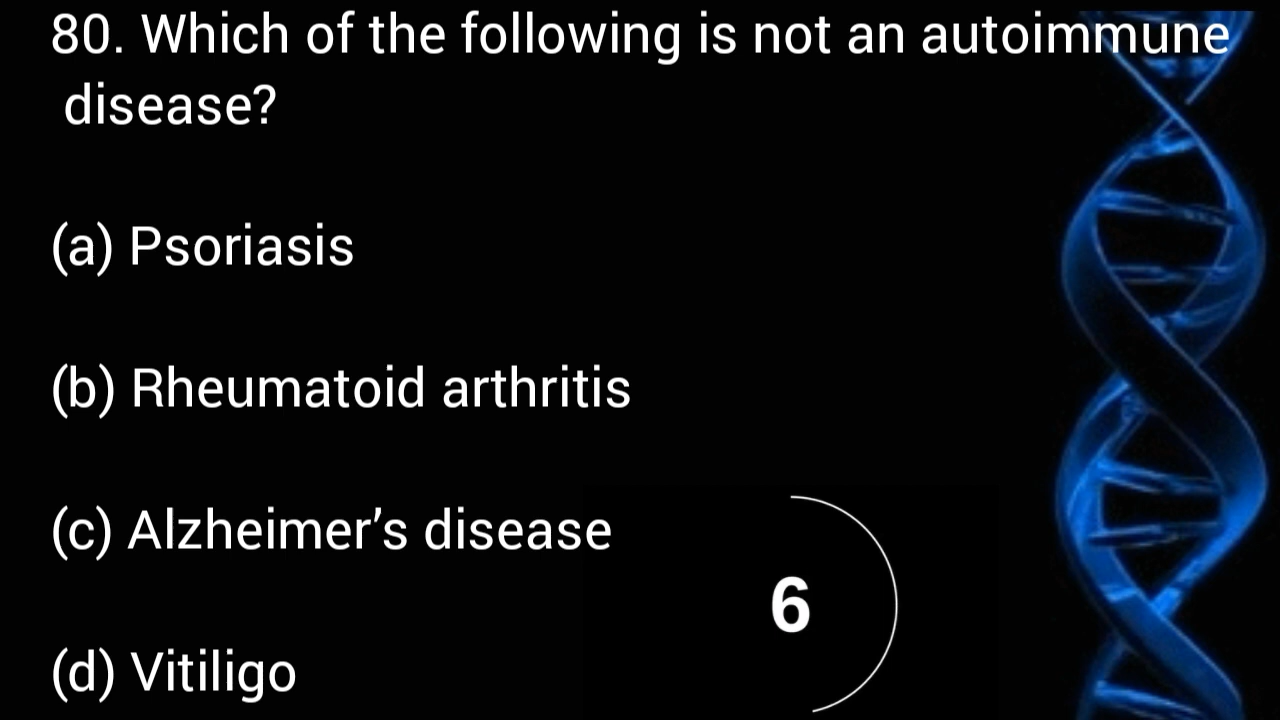 80. Which of the following is not an autoimmune
disease?
(a) Psoriasis
(b) Rheumatoid arthritis
(c) Alzheimer’s disease
6
(d) Vitiligo